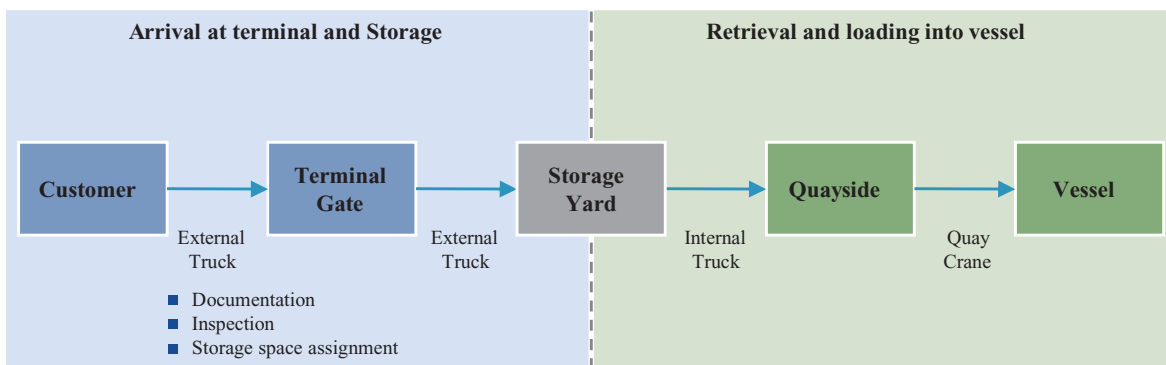 Arrival at terminal and Storage
Retrieval and loading into vessel
Customer
Terminal
Gate
Storage
Yard
Quayside
Vessel
External
Truck
External
Truck
Internal
Truck
Quay
Crane
Documentation
Inspection
Storage space assignment